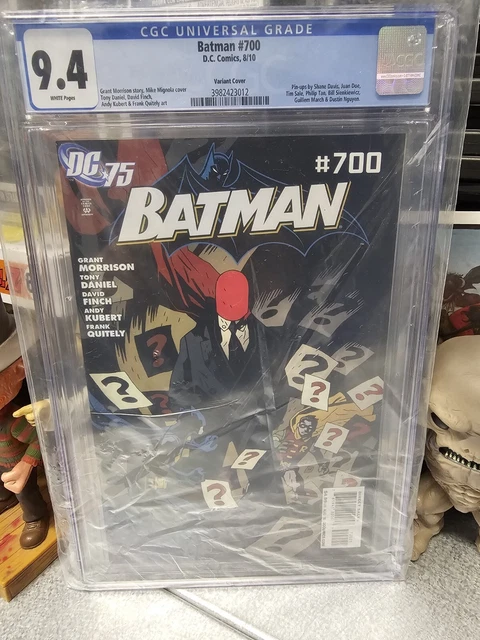 CGC UNIVERSAL GRADE
9.4
WHITE Pages
Batman #700
D.C. Comics, 8/10
Variant Cover
Grant Morrison story, Mike Mignola cover
Tony Daniel, David Finch,
Andy Kubert & Frank Quitely art
3982423012
Pin-ups by Shane Davis, Juan Doe,
Tim Sale, Philip Tan, Bill Sienkiewicz,
Guillem March & Dustin Nguyen.
CGC
DC 75
#700
BATMAN
GRANT
MORRISON
TONY
DANIEL
DAVID
FINCH
ANDY
KUBERT
FRANK
QUITELY
?
?
?
?
?
?
?
?
?